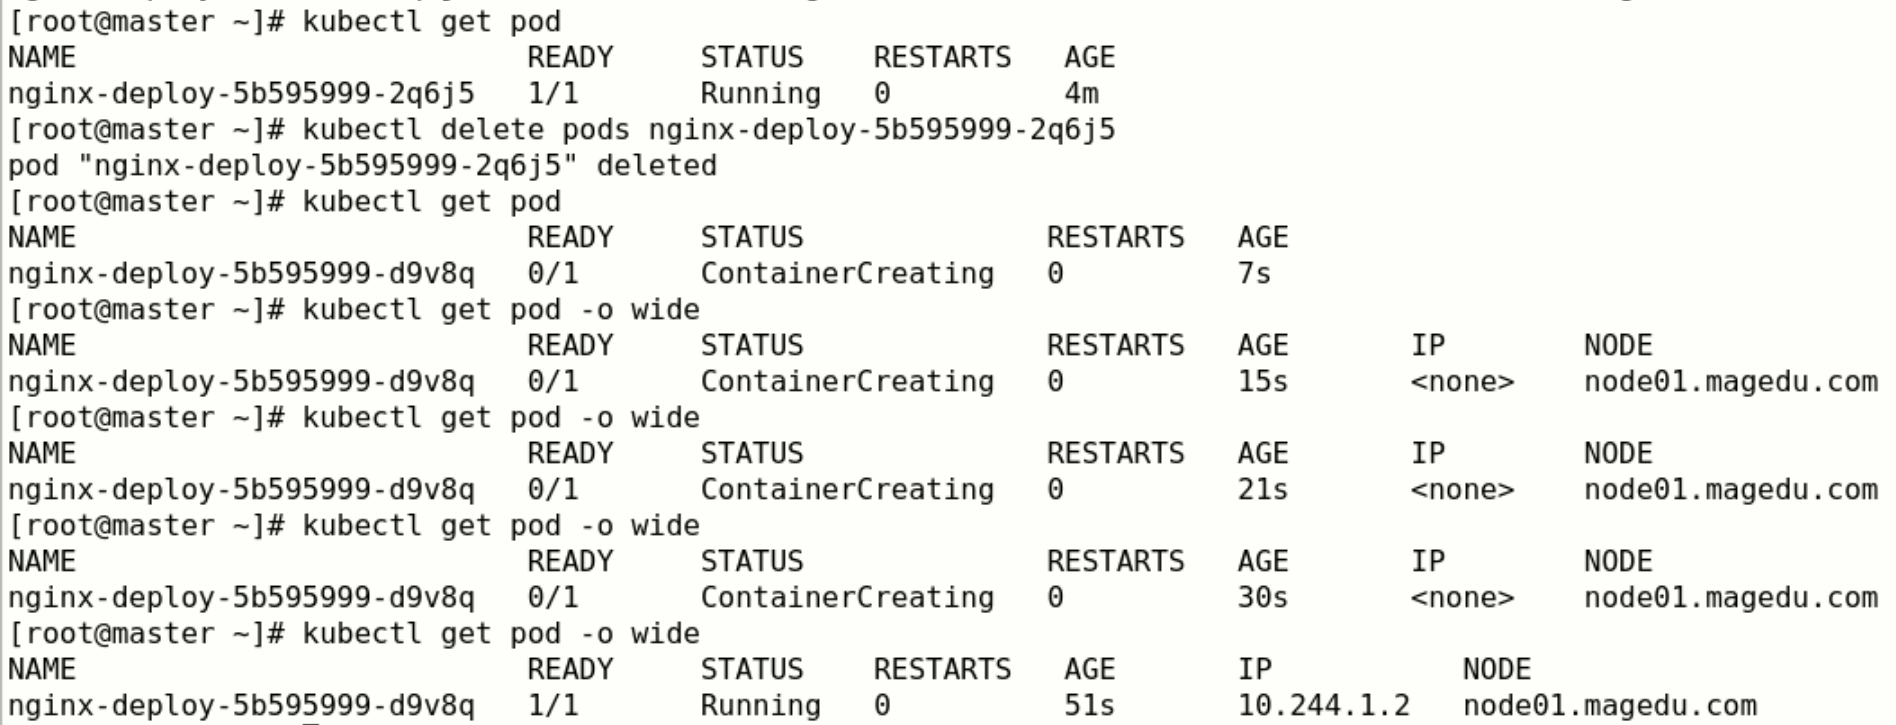 [root@master ~]# kubectl get pod
NAME                          READY     STATUS    RESTARTS   AGE
nginx-deploy-5b595999-2q6j5   1/1       Running   0          4m
[root@master ~]# kubectl delete pods nginx-deploy-5b595999-2q6j5
pod "nginx-deploy-5b595999-2q6j5" deleted
[root@master ~]# kubectl get pod
NAME                          READY     STATUS              RESTARTS   AGE
nginx-deploy-5b595999-d9v8q   0/1       ContainerCreating   0          7s
[root@master ~]# kubectl get pod -o wide
NAME                          READY     STATUS              RESTARTS   AGE       IP        NODE
nginx-deploy-5b595999-d9v8q   0/1       ContainerCreating   0          15s       <none>    node01.magedu.com
[root@master ~]# kubectl get pod -o wide
NAME                          READY     STATUS              RESTARTS   AGE       IP        NODE
nginx-deploy-5b595999-d9v8q   0/1       ContainerCreating   0          21s       <none>    node01.magedu.com
[root@master ~]# kubectl get pod -o wide
NAME                          READY     STATUS              RESTARTS   AGE       IP        NODE
nginx-deploy-5b595999-d9v8q   0/1       ContainerCreating   0          30s       <none>    node01.magedu.com
[root@master ~]# kubectl get pod -o wide
NAME                          READY     STATUS    RESTARTS   AGE       IP           NODE
nginx-deploy-5b595999-d9v8q   1/1       Running   0          51s       10.244.1.2   node01.magedu.com